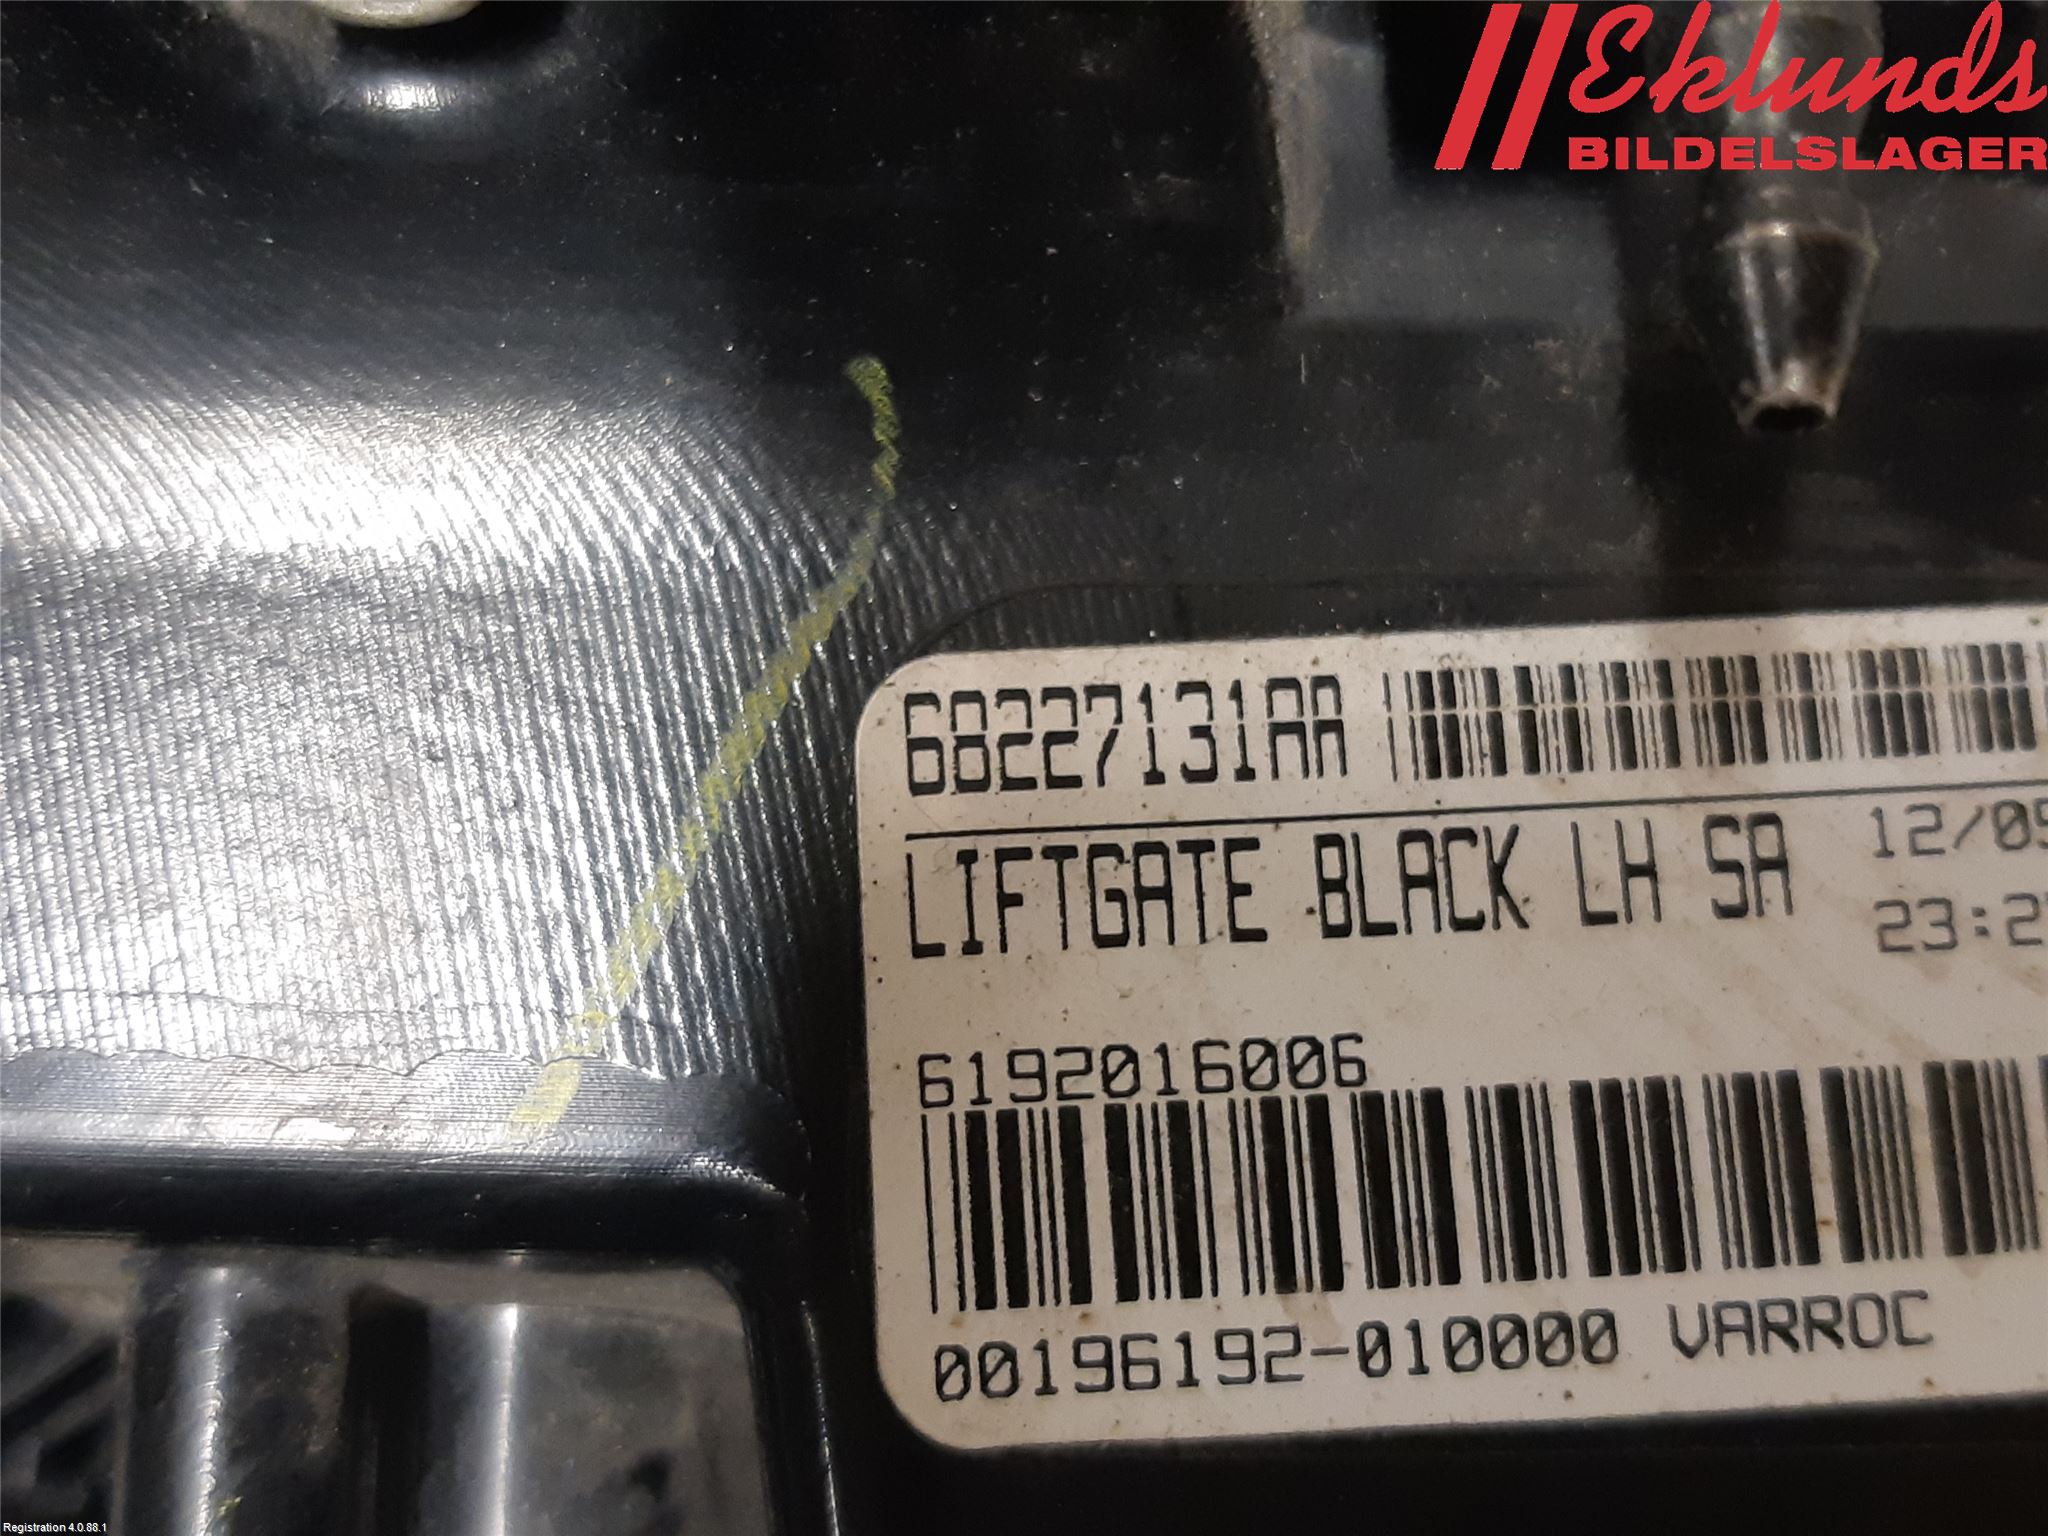 Eklunds
BILDELSLAGER
68227131AA
LIFTGATE BLACK LH SA
12/05
23:2
6192016006
00196192-010000 VARROC
Registration 4.0.88.1